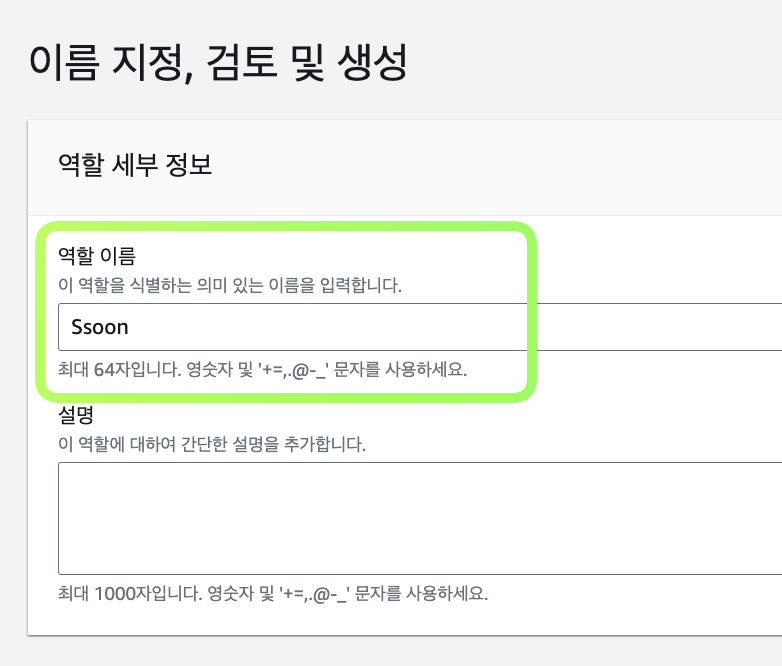 이름 지정, 검토 및 생성
역할 세부 정보
역할 이름
이 역할을 식별하는 의미 있는 이름을 입력합니다.
Ssoon
최대 64자입니다. 영숫자 및 '+=,.@-_' 문자를 사용하세요.
설명
이 역할에 대하여 간단한 설명을 추가합니다.
최대 1000자입니다. 영숫자 및 '+=,.@-_' 문자를 사용하세요.